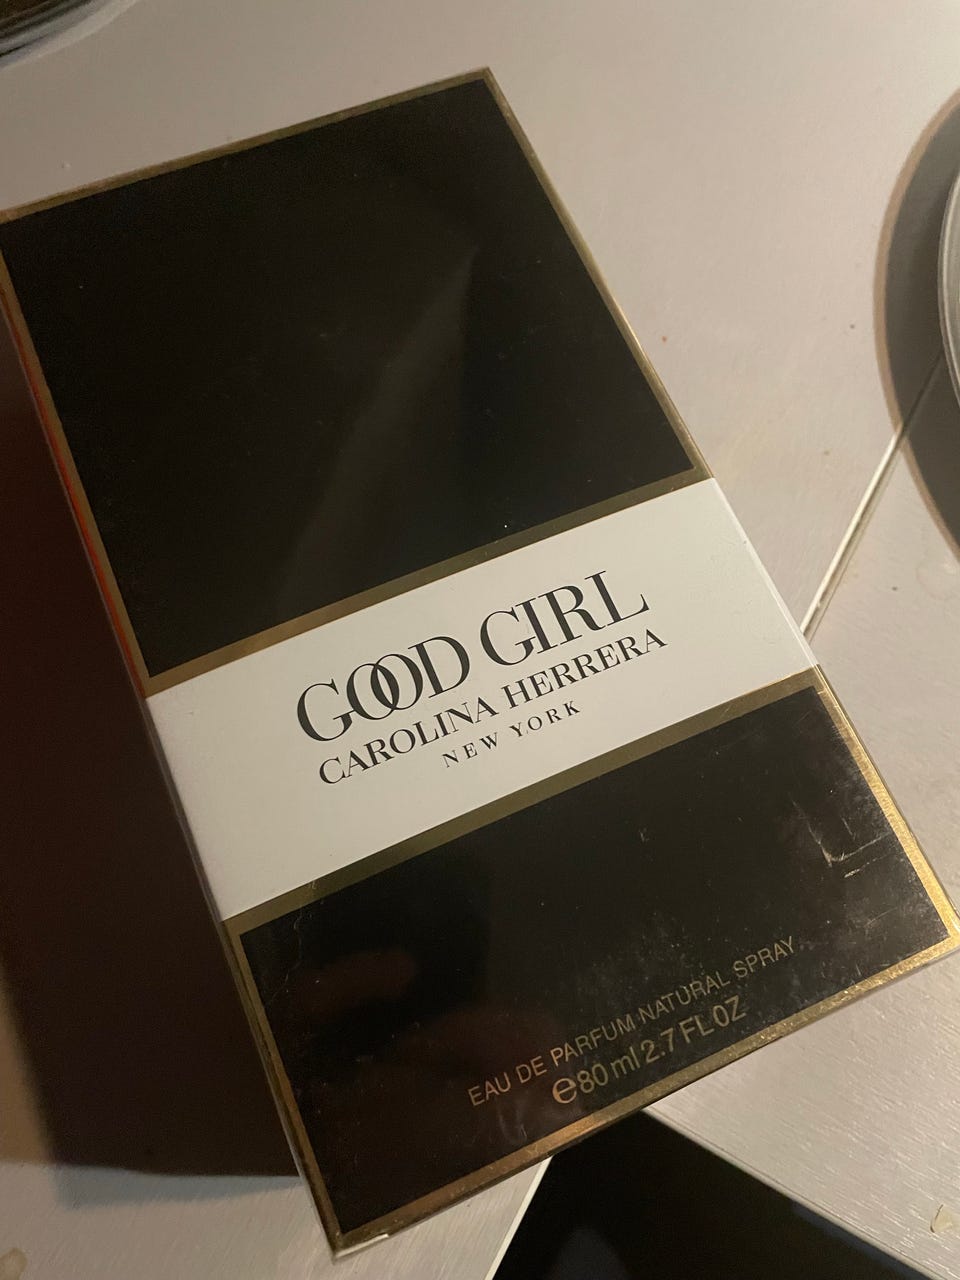 GOOD GIRL
CAROLINA HERRERA
NEW YORK
EAU DE PARFUM NATURAL SPRAY
℮80 ml 2.7 FL OZ